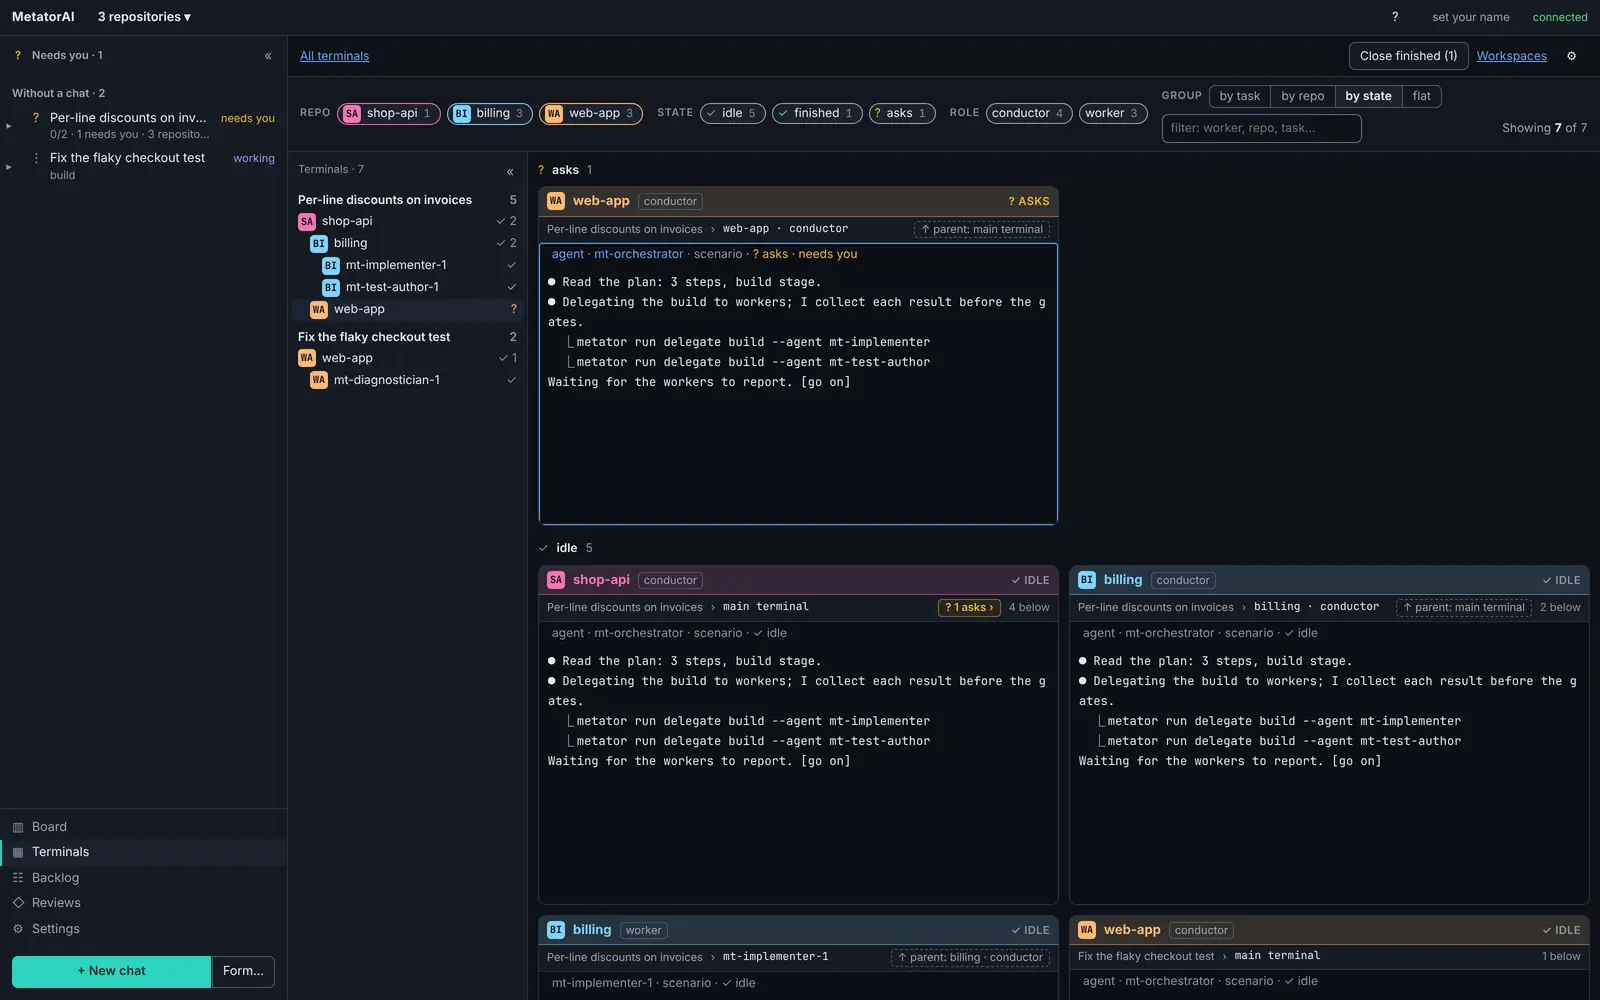 MetatorAI 3 repositories ▾ ? set your name connected
? Needs you · 1 «
Without a chat · 2
▸ ? Per-line discounts on inv... needs you
0/2 · 1 needs you · 3 reposito...
▸ ⋮ Fix the flaky checkout test working
build
Board
Terminals
Backlog
Reviews
Settings
+ New chat Form...
All terminals Close finished (1) Workspaces
REPO SA shop-api 1 BI billing 3 WA web-app 3 STATE ✓ idle 5 ✓ finished 1 ? asks 1 ROLE conductor 4 worker 3
GROUP by task by repo by state flat
filter: worker, repo, task...
Showing 7 of 7
Terminals · 7 «
Per-line discounts on invoices 5
SA shop-api ✓ 2
BI billing ✓ 2
BI mt-implementer-1 ✓
BI mt-test-author-1 ✓
WA web-app ?
Fix the flaky checkout test 2
WA web-app ✓ 1
WA mt-diagnostician-1 ✓
? asks 1
WA web-app conductor ? ASKS
Per-line discounts on invoices › web-app · conductor ↑ parent: main terminal
agent · mt-orchestrator · scenario · ? asks · needs you
● Read the plan: 3 steps, build stage.
● Delegating the build to workers; I collect each result before the g
ates.
⎿metator run delegate build --agent mt-implementer
⎿metator run delegate build --agent mt-test-author
Waiting for the workers to report. [go on]
✓ idle 5
SA shop-api conductor ✓ IDLE
Per-line discounts on invoices › main terminal ? 1 asks › 4 below
agent · mt-orchestrator · scenario · ✓ idle
● Read the plan: 3 steps, build stage.
● Delegating the build to workers; I collect each result before the g
ates.
⎿metator run delegate build --agent mt-implementer
⎿metator run delegate build --agent mt-test-author
Waiting for the workers to report. [go on]
BI billing conductor ✓ IDLE
Per-line discounts on invoices › billing · conductor ↑ parent: main terminal 2 below
agent · mt-orchestrator · scenario · ✓ idle
● Read the plan: 3 steps, build stage.
● Delegating the build to workers; I collect each result before the g
ates.
⎿metator run delegate build --agent mt-implementer
⎿metator run delegate build --agent mt-test-author
Waiting for the workers to report. [go on]
BI billing worker ✓ IDLE
Per-line discounts on invoices › mt-implementer-1 ↑ parent: billing · conductor
mt-implementer-1 · scenario · ✓ idle
WA web-app conductor ✓ IDLE
Fix the flaky checkout test › main terminal 1 below
agent · mt-orchestrator · scenario · ✓ idle